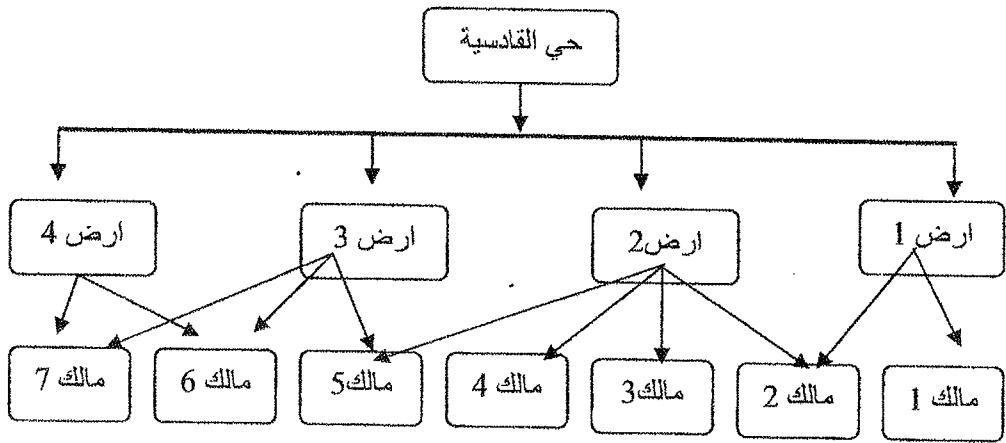 حي القادسية
ارض 1
ارض2
ارض 3
ارض 4
مالك 1
مالك 2
مالك3
مالك 4
مالك5
مالك 6
مالك 7